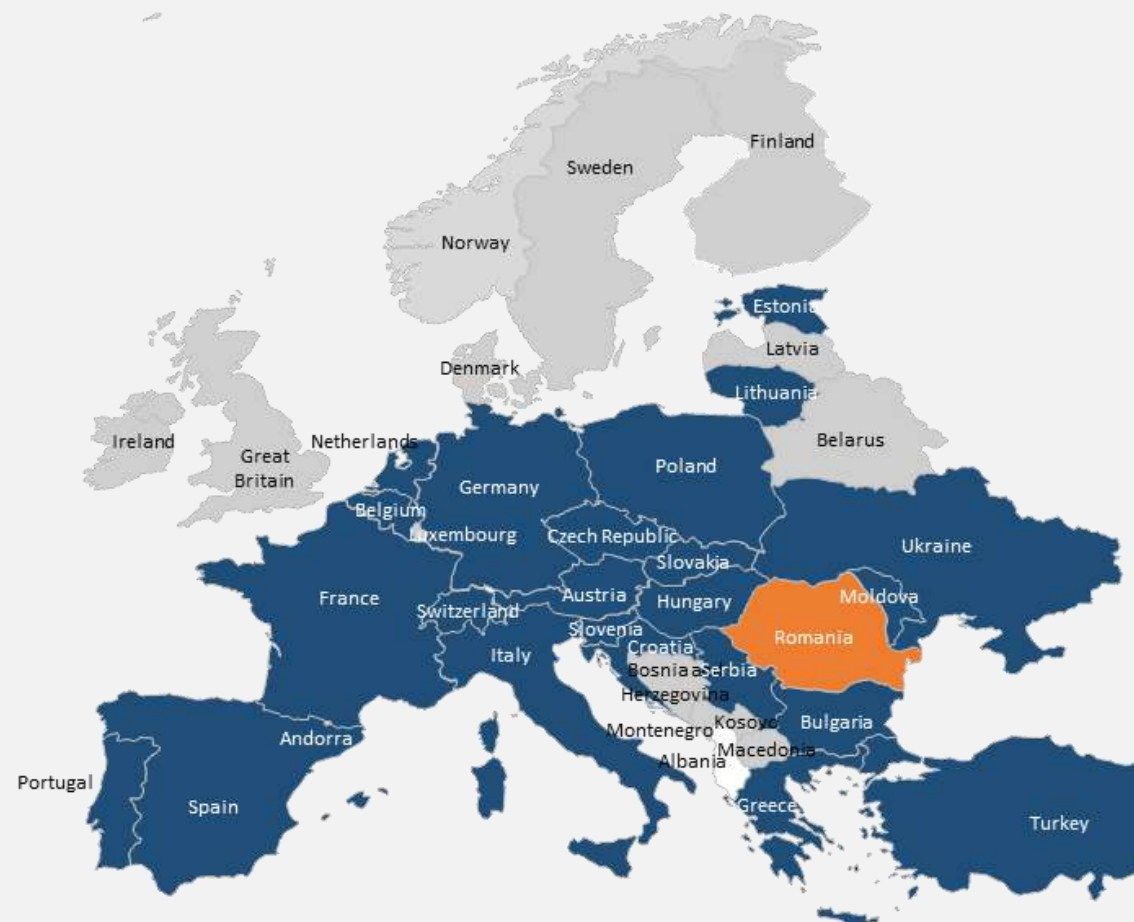 Finland
Sweden
Norway
Estonia
Latvia
Denmark
Lithuania
Ireland
Netherlands
Belarus
Great
Britain
Poland
Germany
Belgium
Luxembourg
Czech Republic
Ukraine
Slovakia
France
Austria
Moldova
Hungary
Switzerland
Slovenia
Romania
Croatia
Italy
Bosnia a
Serbia
Herzegovina
Kosovo
Bulgaria
Montenegro
Andorra
Macedonia
Albania
Portugal
Spain
Greece
Turkey